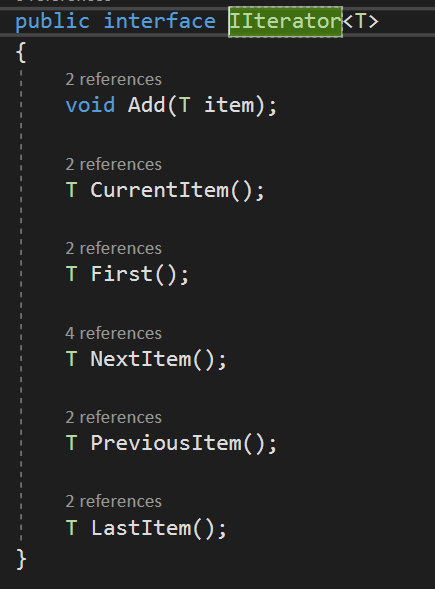 public interface IIterator<T>
{
2 references
void Add(T item);
2 references
T CurrentItem();
2 references
T First();
4 references
T NextItem();
2 references
T PreviousItem();
2 references
T LastItem();
}